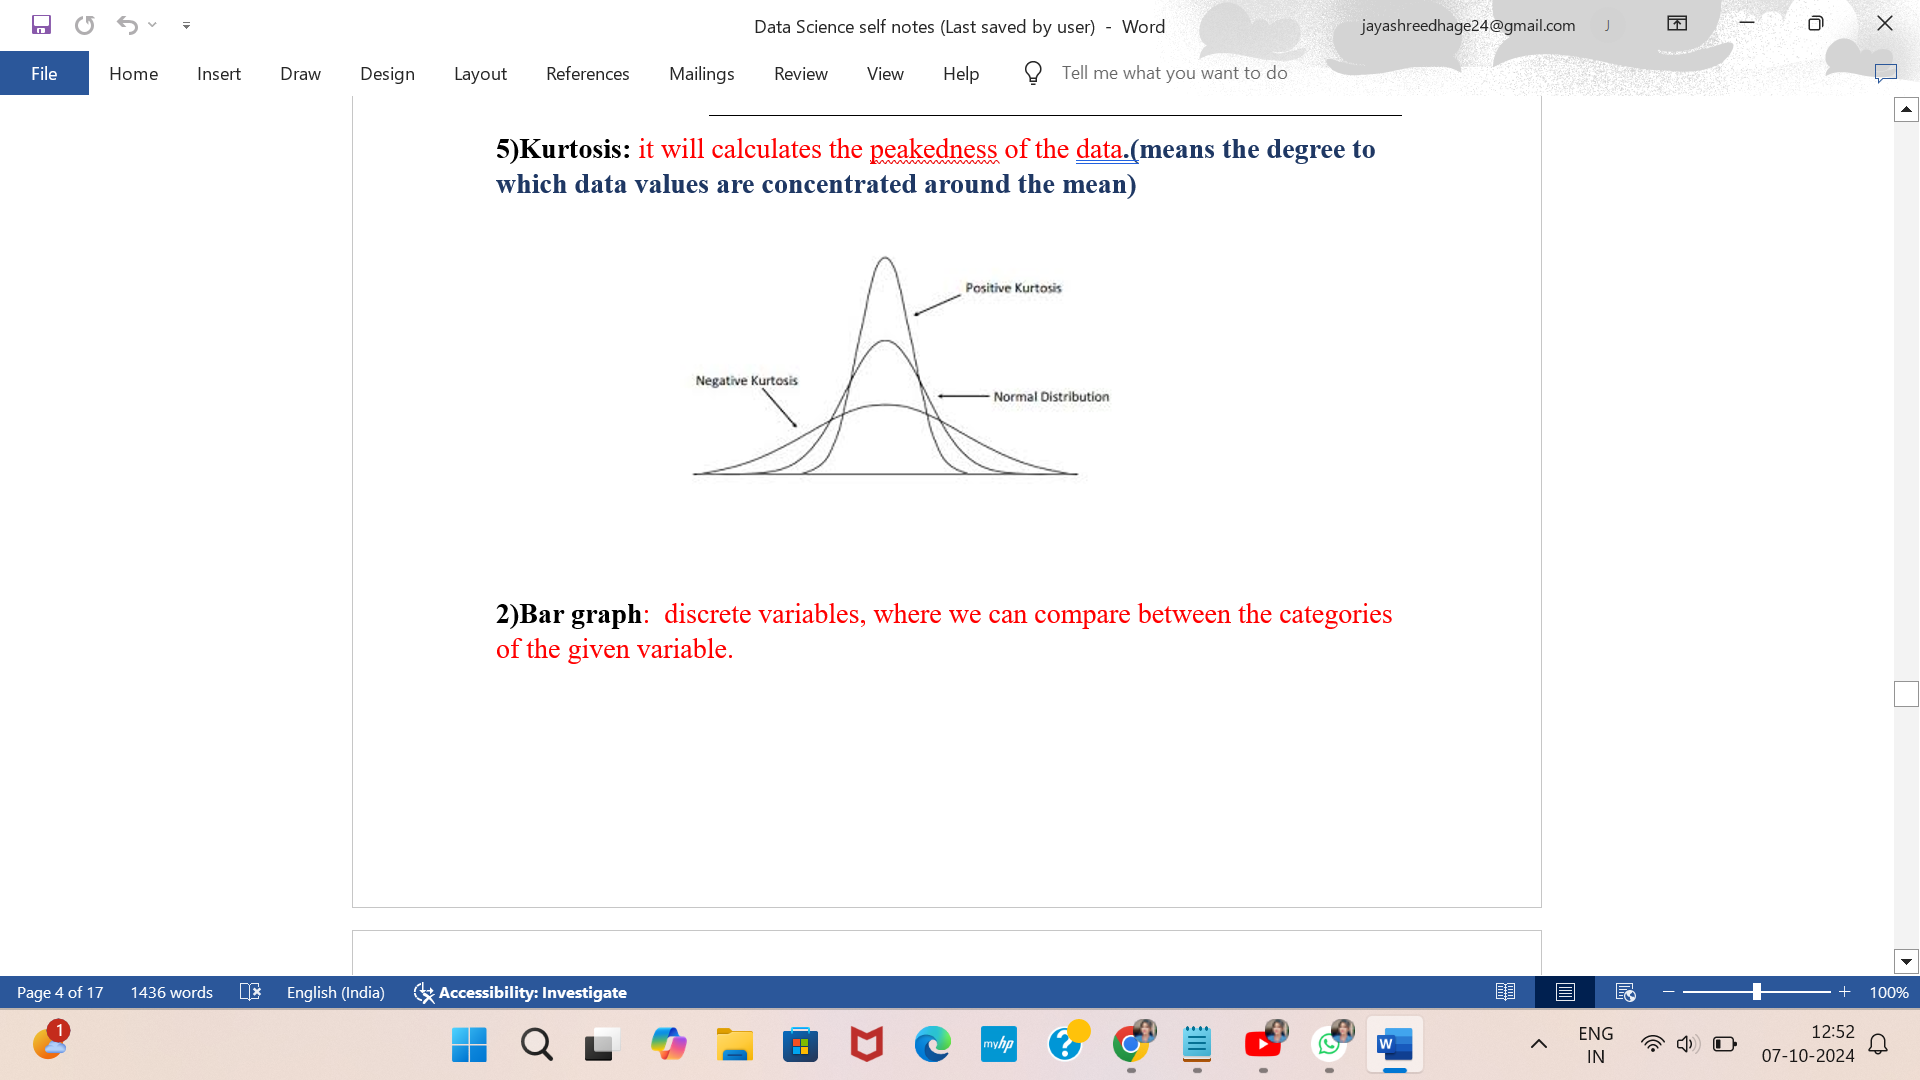 Data Science self notes (Last saved by user) - Word
jayashreedhage24@gmail.com
J
File Home Insert Draw Design Layout References Mailings Review View Help Tell me what you want to do
5)Kurtosis: it will calculates the peakedness of the data.(means the degree to
which data values are concentrated around the mean)
Positive Kurtosis
Negative Kurtosis
Normal Distribution
2)Bar graph: discrete variables, where we can compare between the categories
of the given variable.
Page 4 of 17 1436 words English (India) Accessibility: Investigate 100%
1
myhp
W
ENG
IN
12:52
07-10-2024